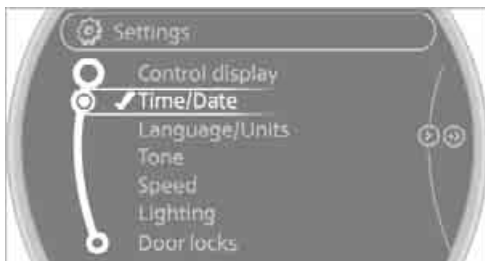 Settings
Control display
Time/Date
Language/Units
Tone
Speed
Lighting
Door locks